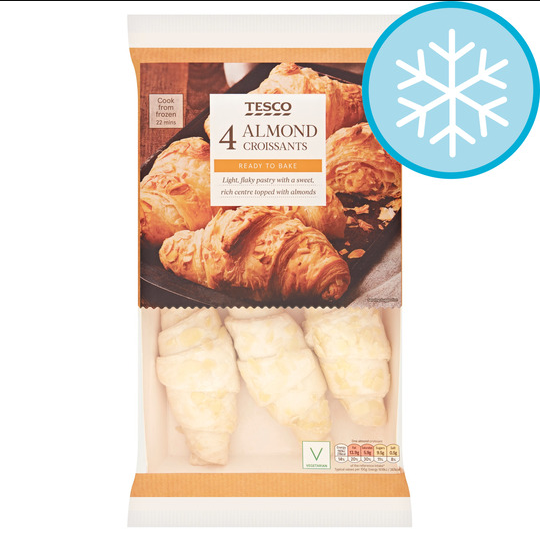 Cook
from
frozen
22 mins
TESCO
4 ALMOND
CROISSANTS
READY TO BAKE
Light, flaky pastry with a sweet,
rich centre topped with almonds
V
VEGETARIAN